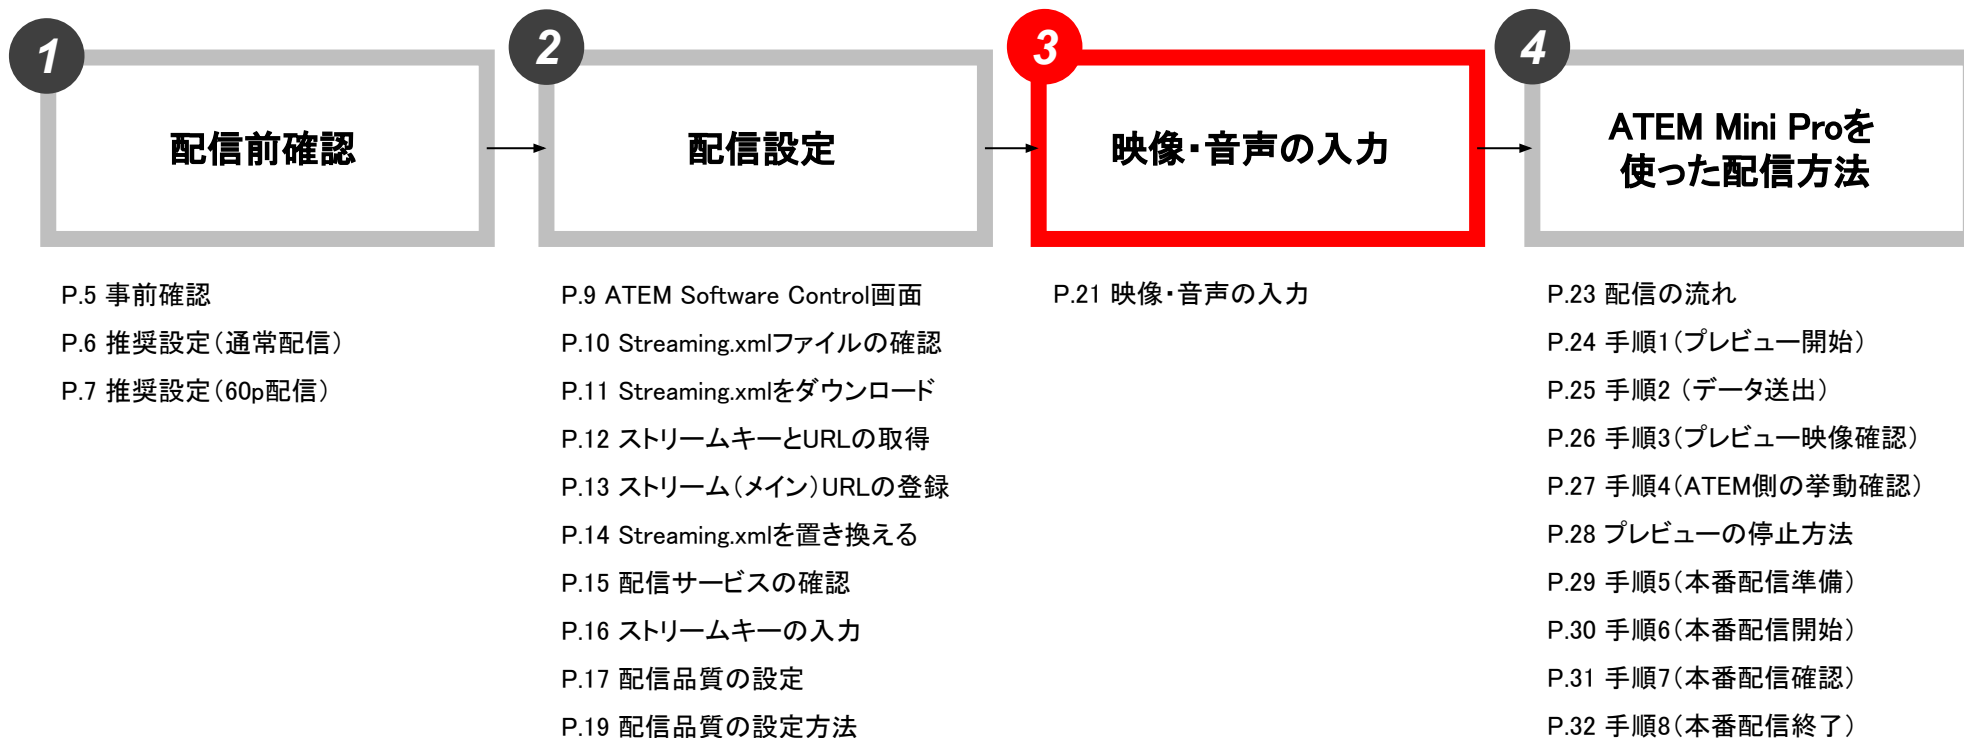 1
配信前確認
P.5 事前確認
P.6 推奨設定（通常配信）
P.7 推奨設定（60p配信）
2
配信設定
P.9 ATEM Software Control画面
P.10 Streaming.xmlファイルの確認
P.11 Streaming.xmlをダウンロード
P.12 ストリームキーとURLの取得
P.13 ストリーム（メイン）URLの登録
P.14 Streaming.xmlを置き換える
P.15 配信サービスの確認
P.16 ストリームキーの入力
P.17 配信品質の設定
P.19 配信品質の設定方法
3
映像・音声の入力
P.21 映像・音声の入力
4
ATEM Mini Proを
使った配信方法
P.23 配信の流れ
P.24 手順1（プレビュー開始）
P.25 手順2 （データ送出）
P.26 手順3（プレビュー映像確認）
P.27 手順4（ATEM側の挙動確認）
P.28 プレビューの停止方法
P.29 手順5（本番配信準備）
P.30 手順6（本番配信開始）
P.31 手順7（本番配信確認）
P.32 手順8（本番配信終了）